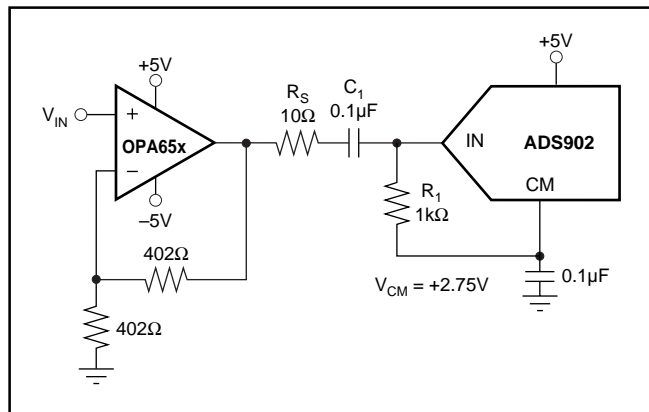 +5V
+5V
V_IN
+
OPA65x
−
–5V
R_S
10Ω
C_1
0.1µF
IN
ADS902
CM
R_1
1kΩ
402Ω
402Ω
V_CM = +2.75V
0.1µF